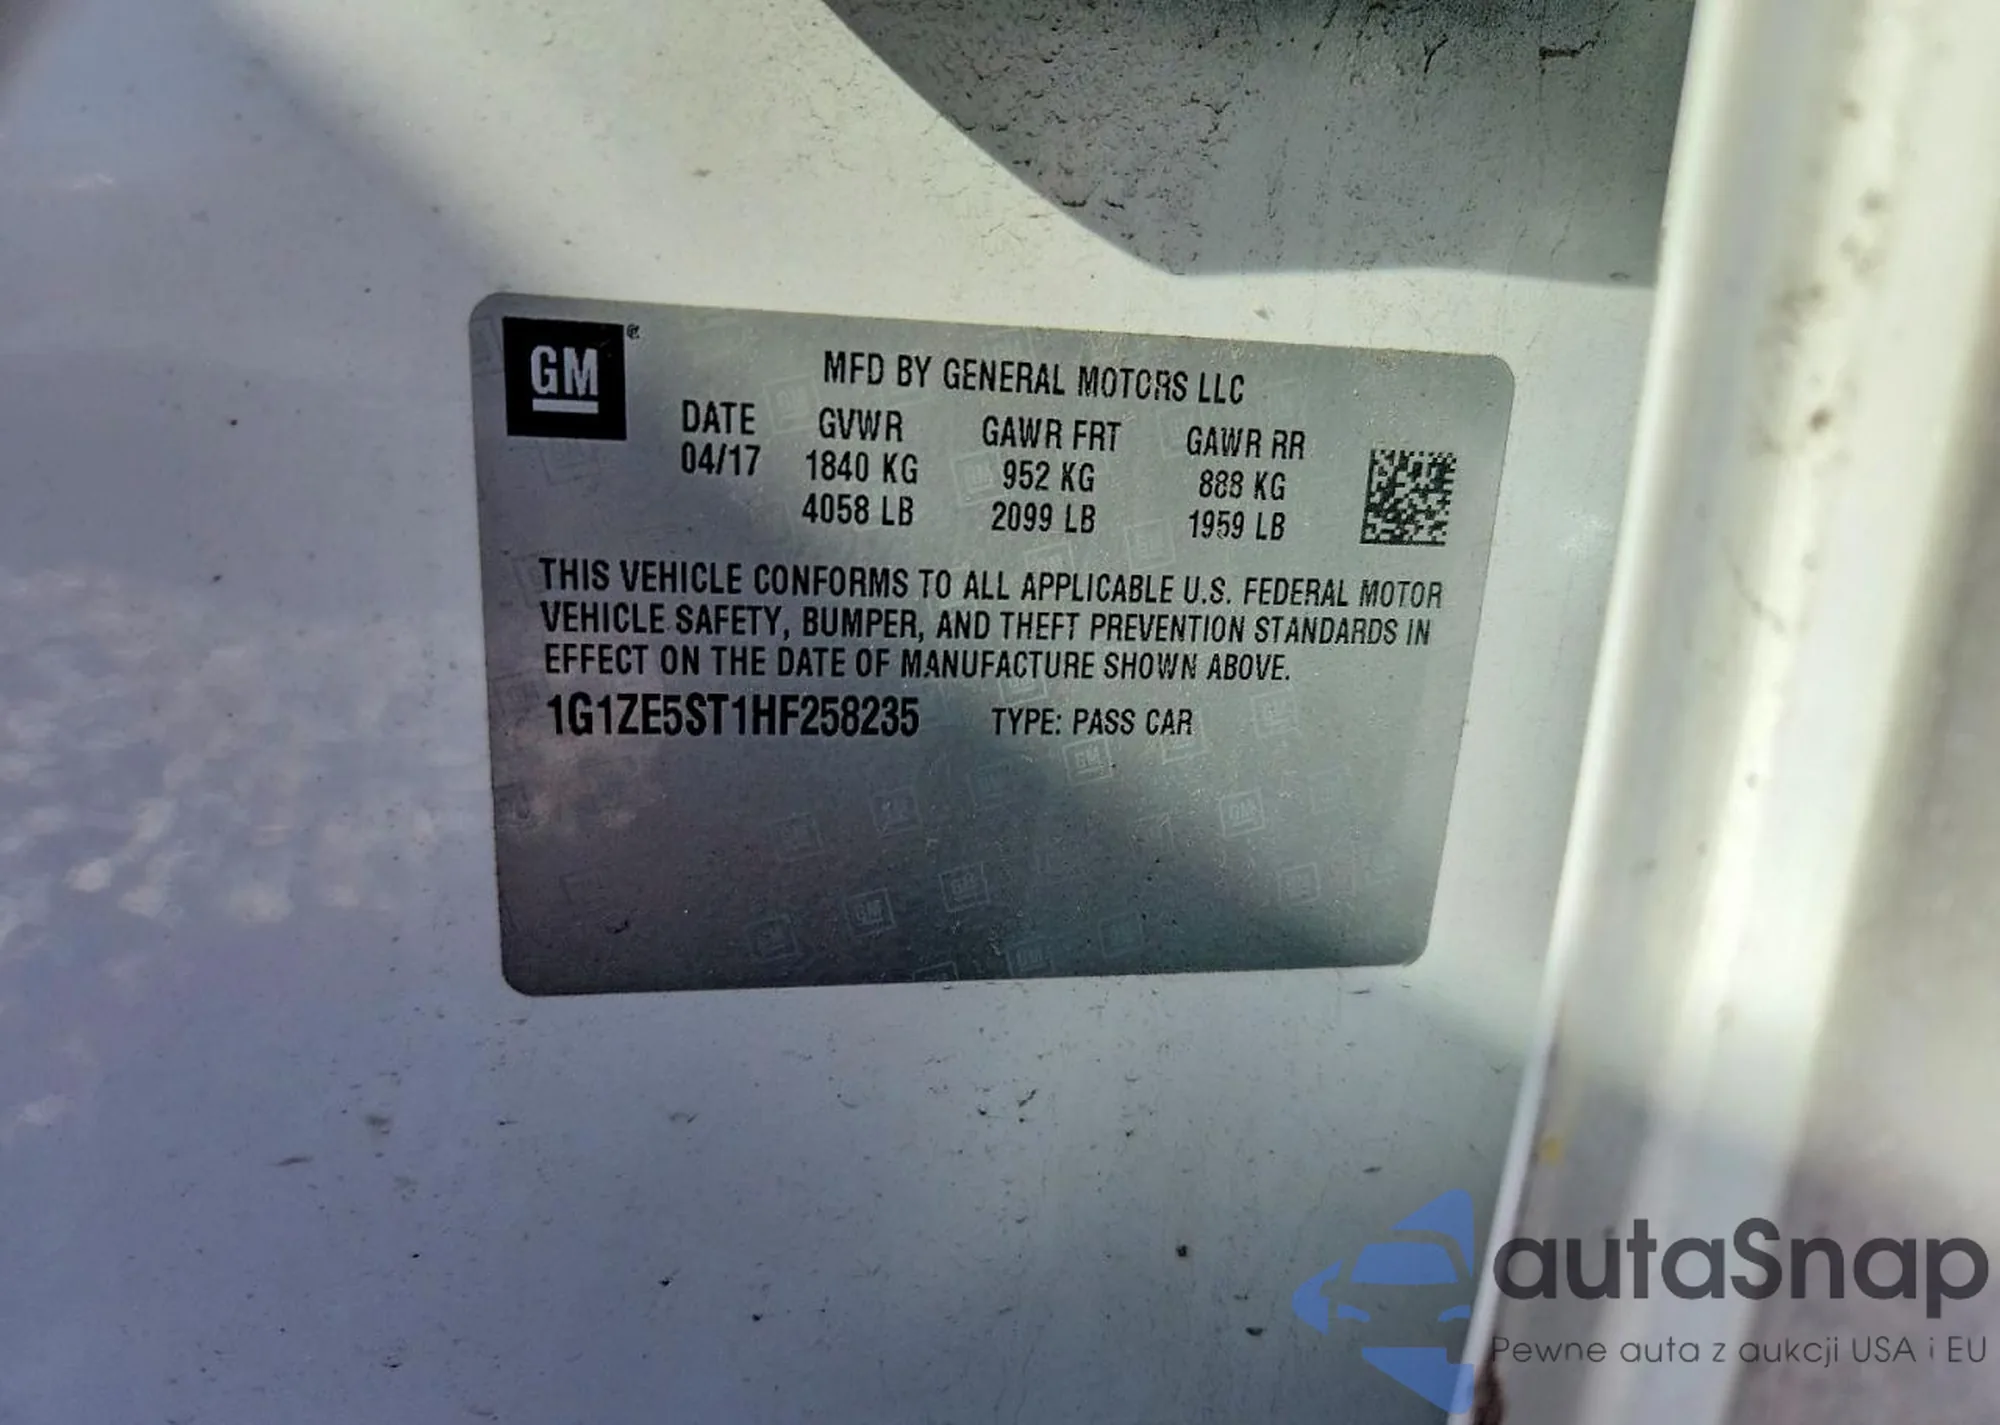 GM
MFD BY GENERAL MOTORS LLC
DATE GVWR GAWR FRT GAWR RR
04/17 1840 KG 952 KG 888 KG
4058 LB 2099 LB 1959 LB
THIS VEHICLE CONFORMS TO ALL APPLICABLE U.S. FEDERAL MOTOR
VEHICLE SAFETY, BUMPER, AND THEFT PREVENTION STANDARDS IN
EFFECT ON THE DATE OF MANUFACTURE SHOWN ABOVE.
1G1ZE5ST1HF258235 TYPE: PASS CAR
autaSnap
Pewne auta z aukcji USA i EU